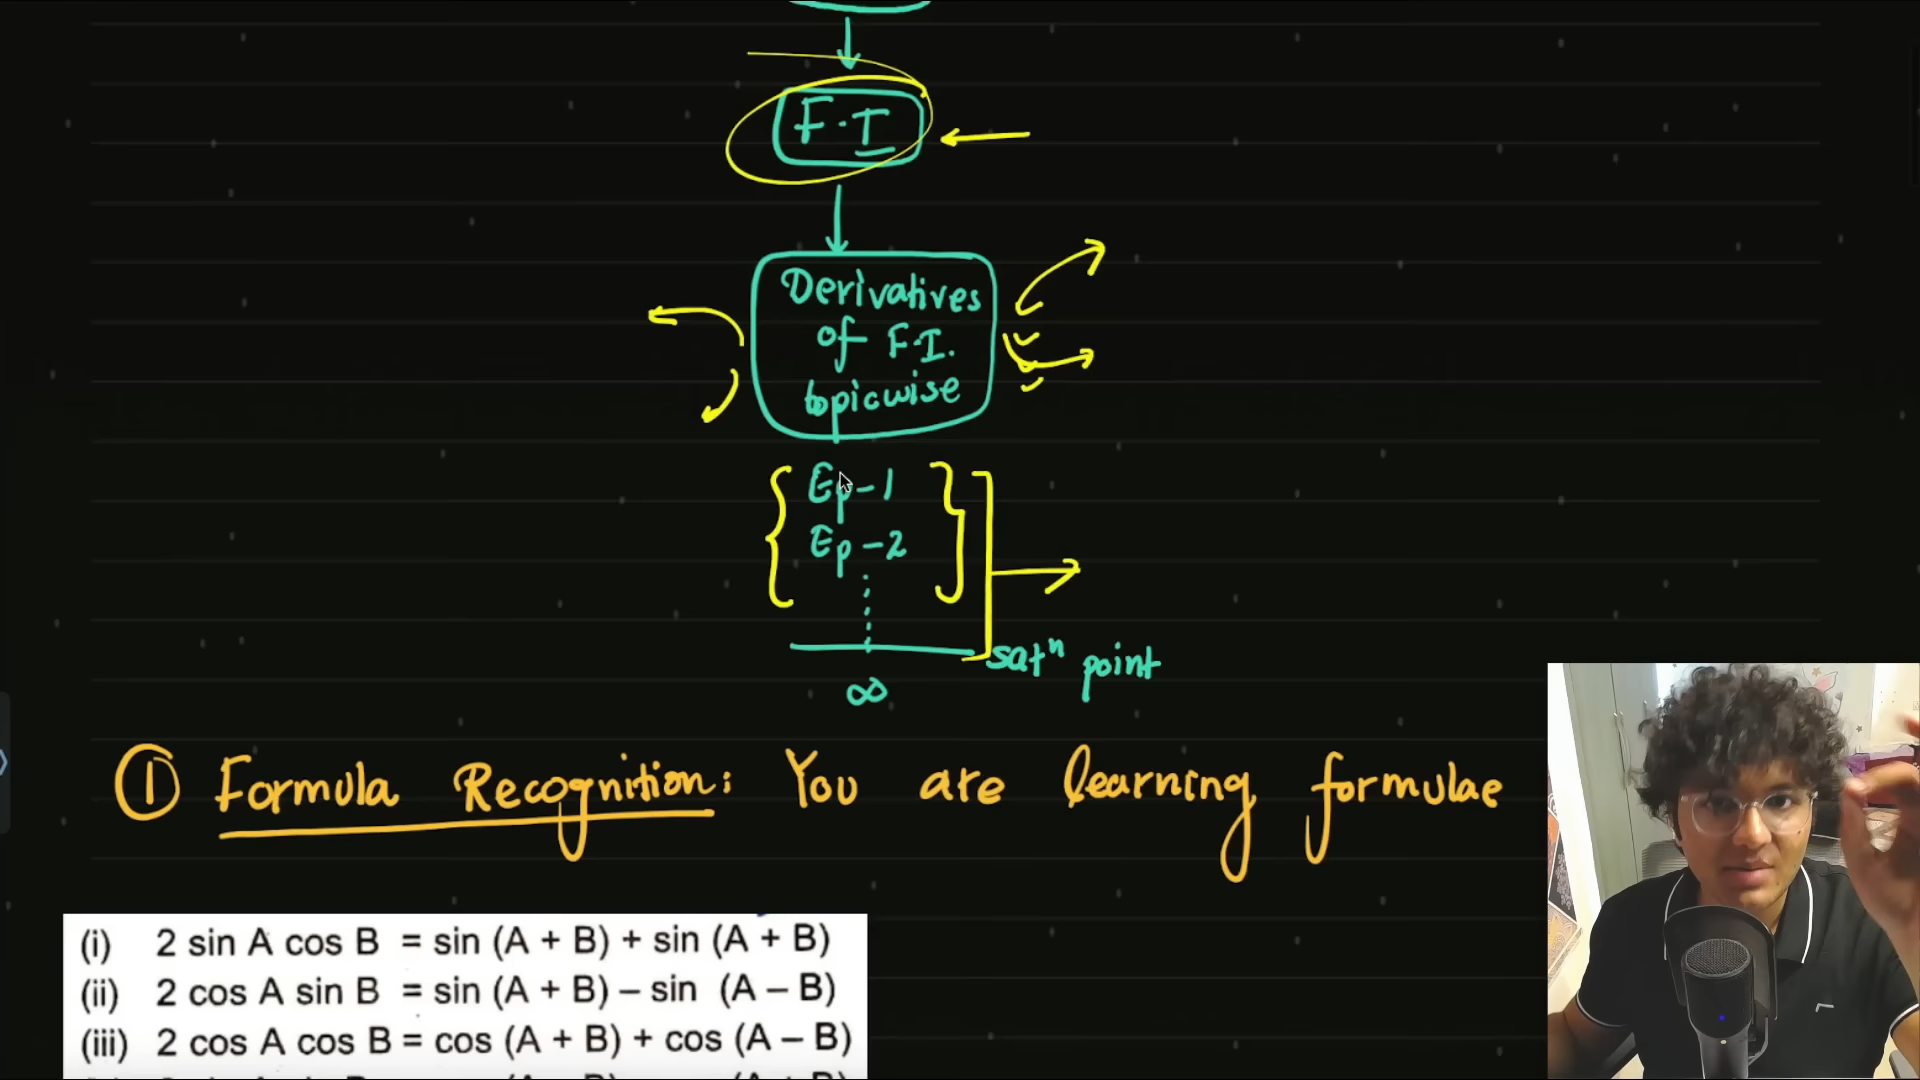 F.I
Derivatives
of F.I.
topicwise
Ep-1
Ep-2
satⁿ point
∞
① Formula Recognition: You are learning formulae
(i) 2 sin A cos B = sin (A + B) + sin (A + B)
(ii) 2 cos A sin B = sin (A + B) – sin (A – B)
(iii) 2 cos A cos B = cos (A + B) + cos (A – B)